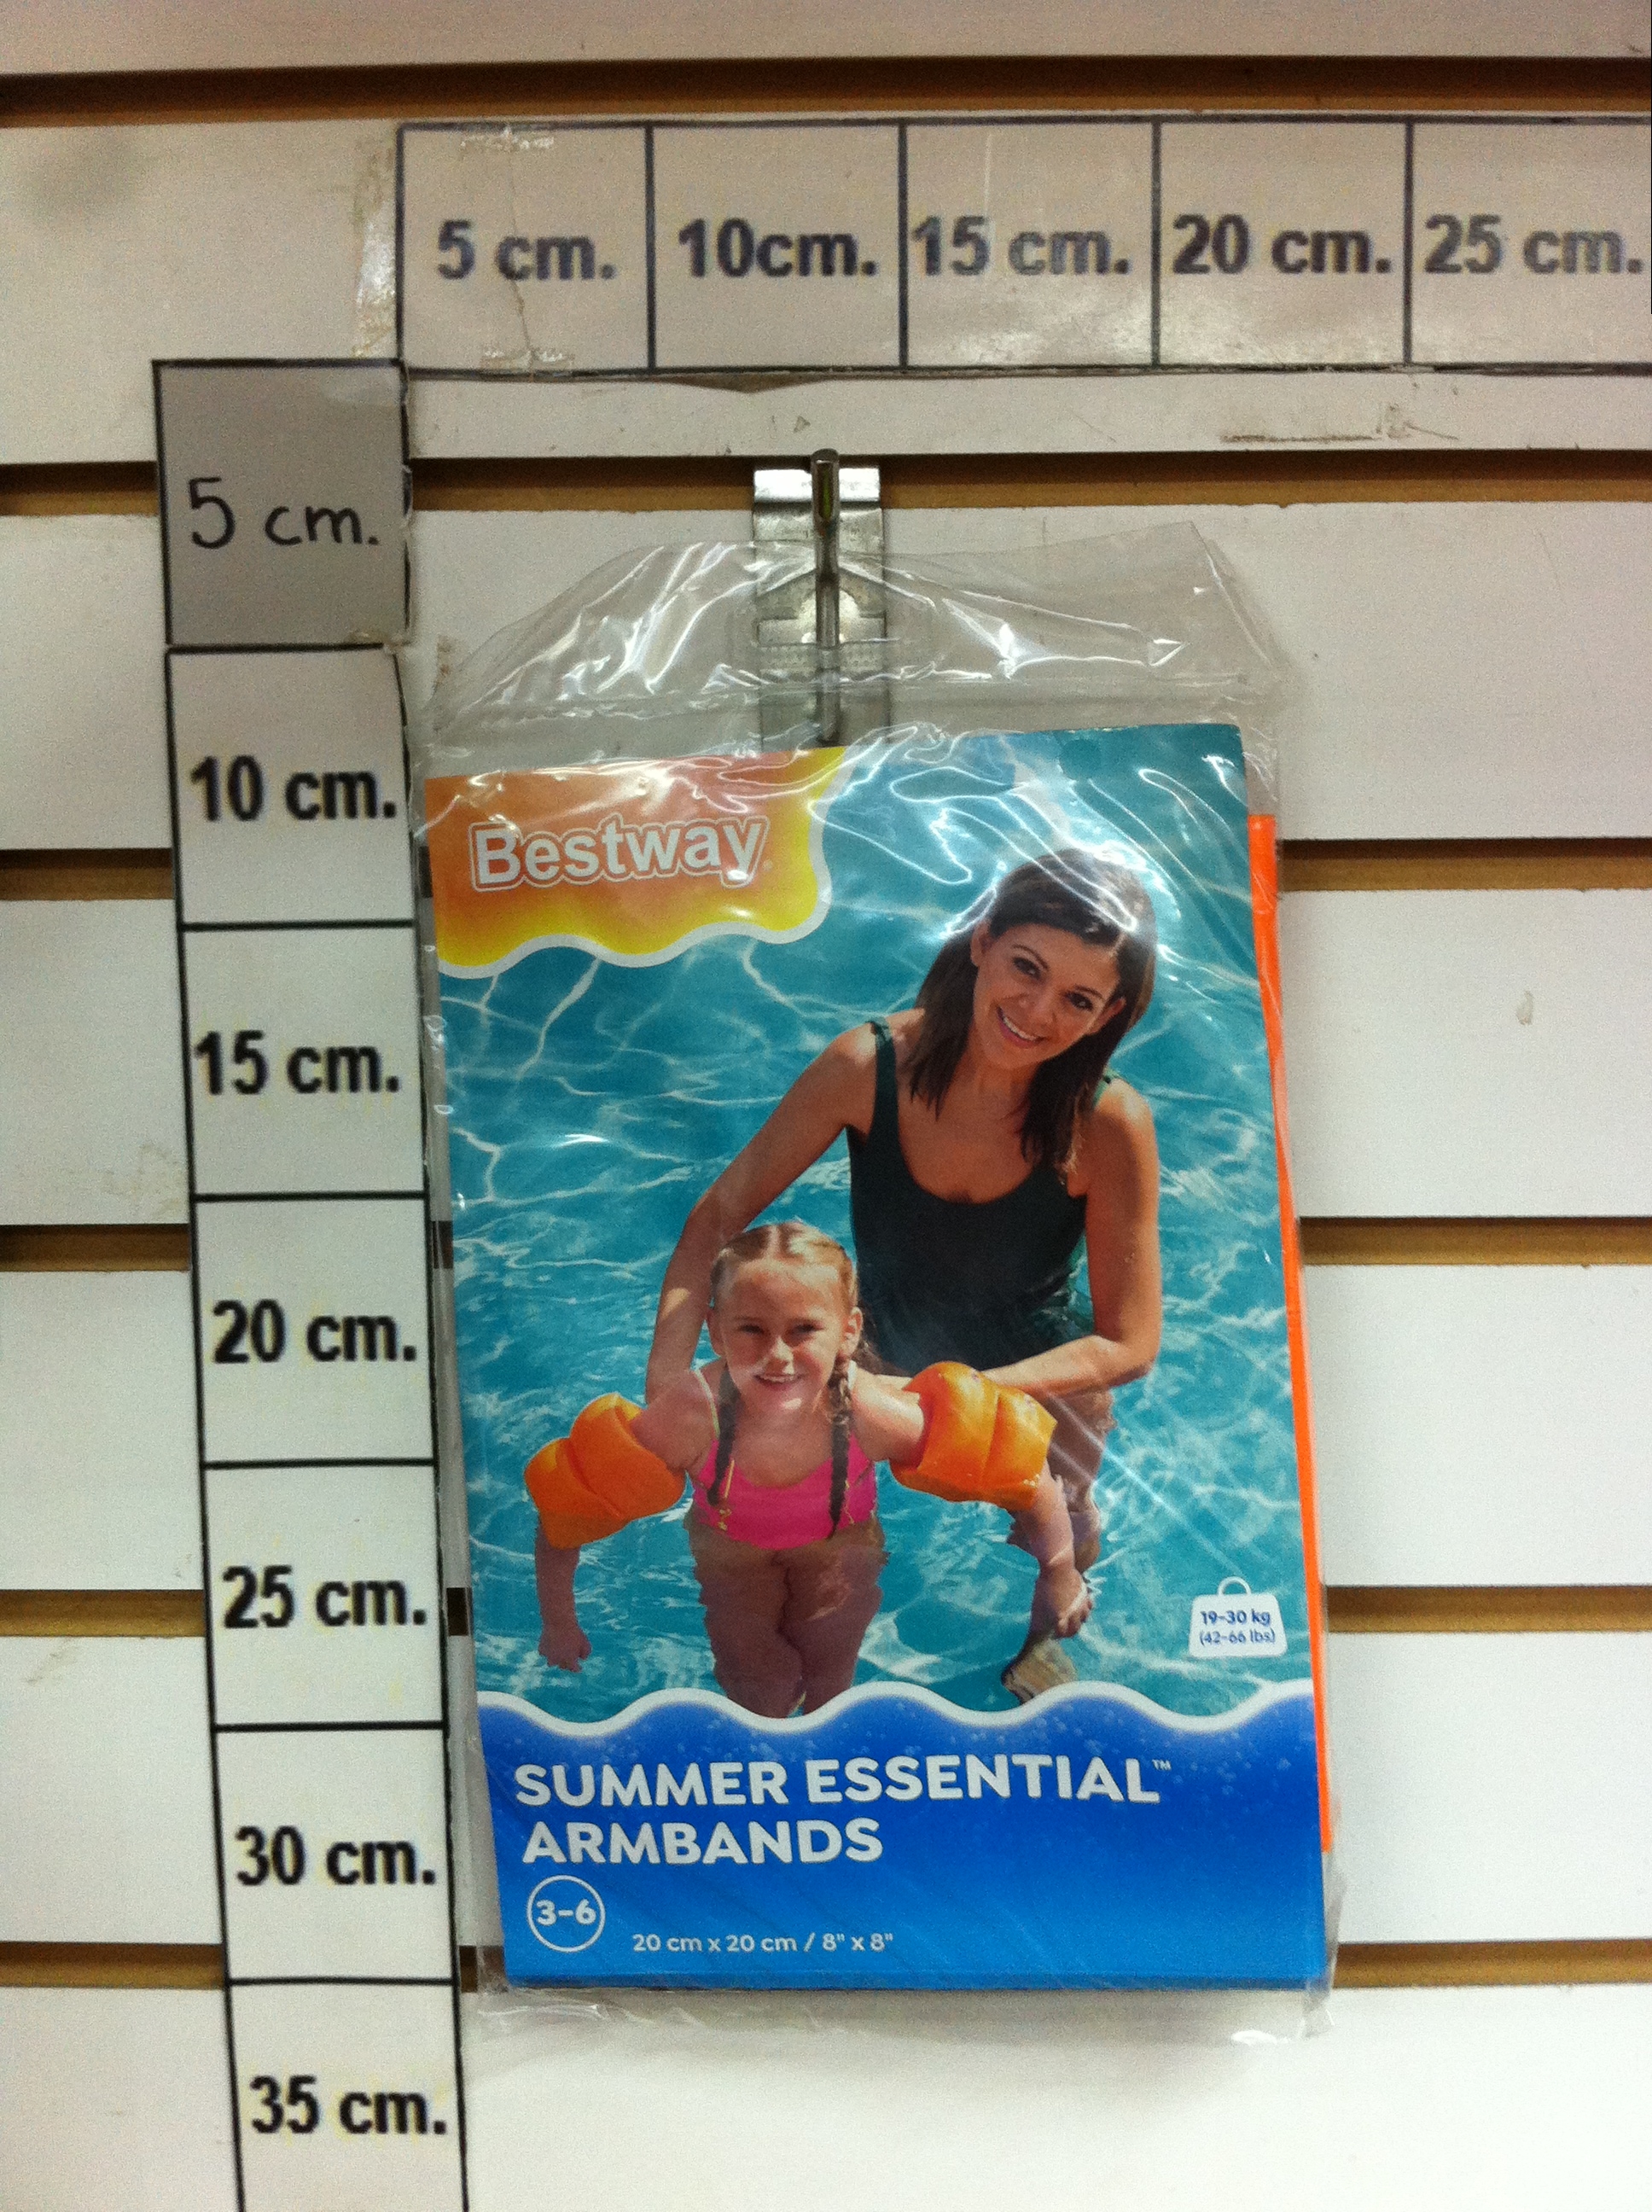 5 cm.
10cm.
15 cm.
20 cm.
25 cm.
5 cm.
10 cm.
15 cm.
20 cm.
25 cm.
30 cm.
35 cm.
Bestway
19-30 kg
(42-66 lbs)
SUMMER ESSENTIAL™
ARMBANDS
3-6
20 cm x 20 cm / 8" x 8"